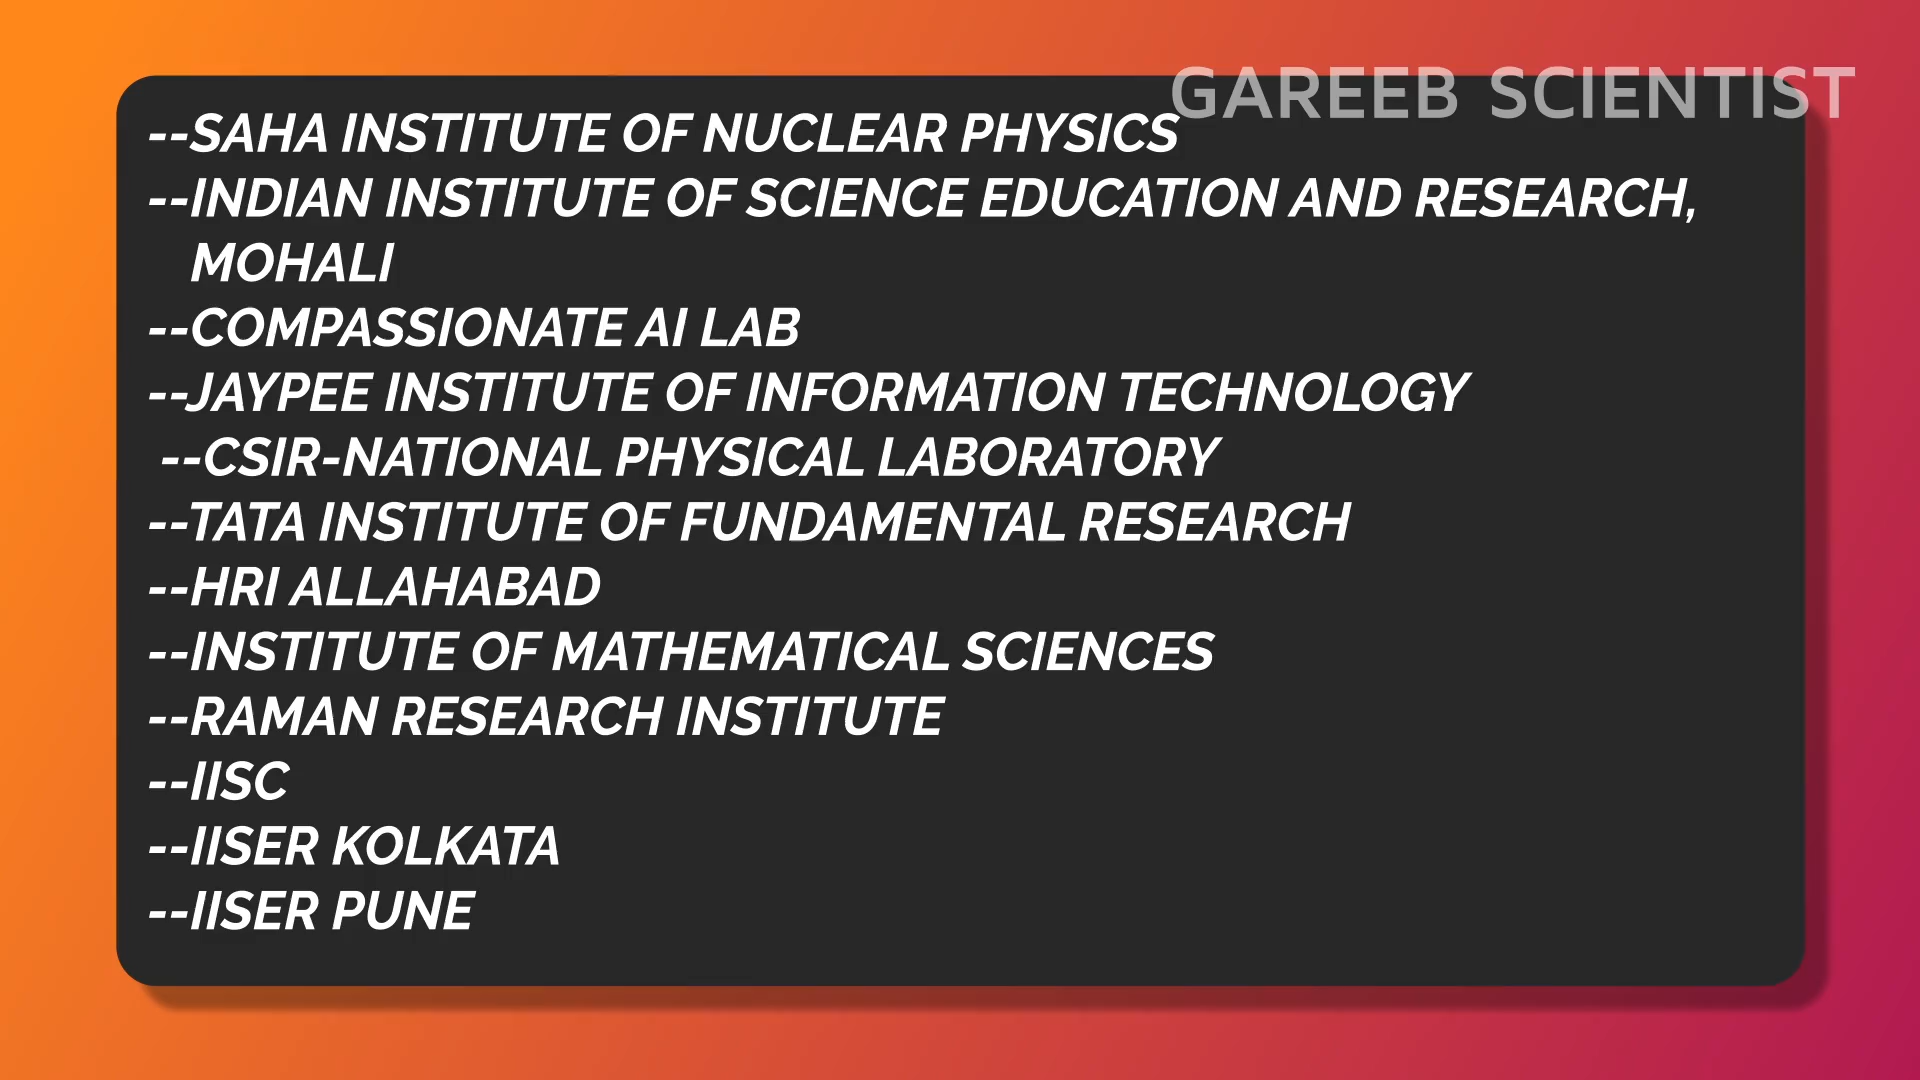 GAREEB SCIENTIST
--SAHA INSTITUTE OF NUCLEAR PHYSICS
--INDIAN INSTITUTE OF SCIENCE EDUCATION AND RESEARCH,
MOHALI
--COMPASSIONATE AI LAB
--JAYPEE INSTITUTE OF INFORMATION TECHNOLOGY
--CSIR-NATIONAL PHYSICAL LABORATORY
--TATA INSTITUTE OF FUNDAMENTAL RESEARCH
--HRI ALLAHABAD
--INSTITUTE OF MATHEMATICAL SCIENCES
--RAMAN RESEARCH INSTITUTE
--IISC
--IISER KOLKATA
--IISER PUNE